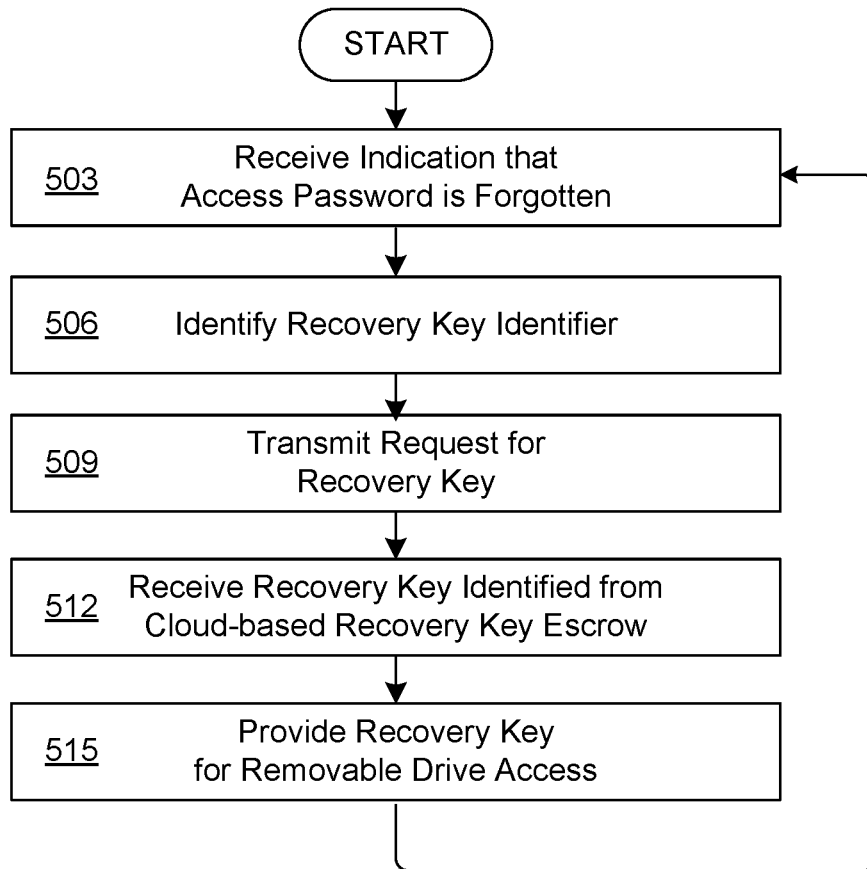 START
503
Receive Indication that
Access Password is Forgotten
506
Identify Recovery Key Identifier
509
Transmit Request for
Recovery Key
512
Receive Recovery Key Identified from
Cloud-based Recovery Key Escrow
515
Provide Recovery Key
for Removable Drive Access